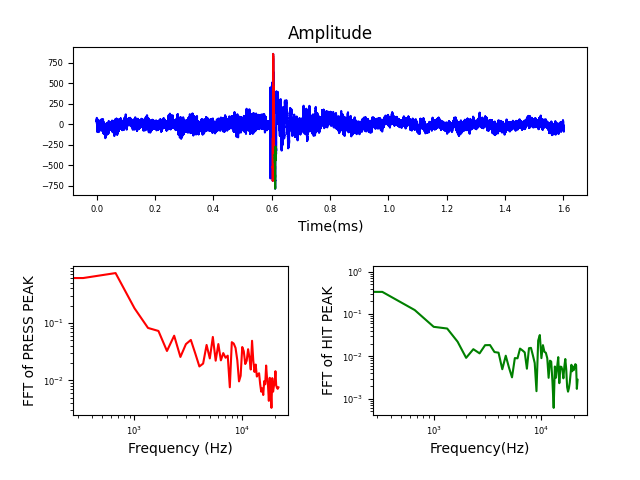 Amplitude
750
500
250
0
−250
−500
−750
0.0 0.2 0.4 0.6 0.8 1.0 1.2 1.4 1.6
Time(ms)
FFT of PRESS PEAK
10⁻¹
10⁻²
10³ 10⁴
Frequency (Hz)
FFT of HIT PEAK
10⁰
10⁻¹
10⁻²
10⁻³
10³ 10⁴
Frequency(Hz)